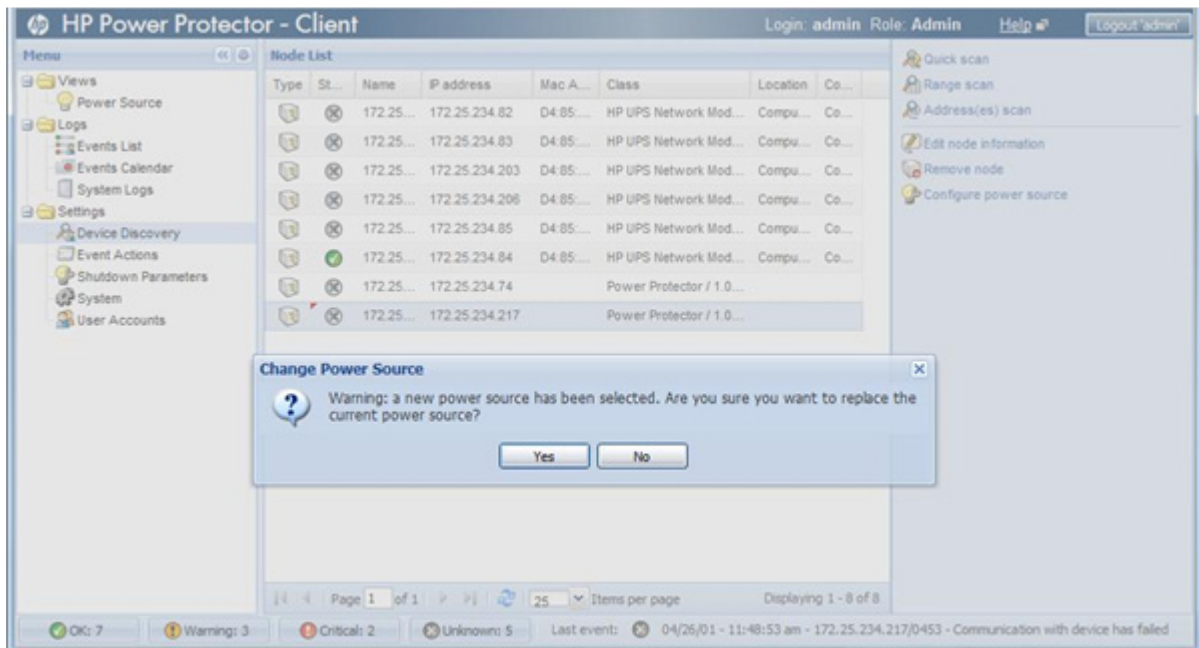 HP Power Protector - Client
Login: admin Role: Admin
Help
Logout 'admin'
Menu
Views
Power Source
Logs
Events List
Events Calendar
System Logs
Settings
Device Discovery
Event Actions
Shutdown Parameters
System
User Accounts
Node List
Type St... Name IP address Mac A... Class Location Co...
172.25... 172.25.234.82 D4:85:... HP UPS Network Mod... Compu... Co...
172.25... 172.25.234.83 D4:85:... HP UPS Network Mod... Compu... Co...
172.25... 172.25.234.203 D4:85:... HP UPS Network Mod... Compu... Co...
172.25... 172.25.234.206 D4:85:... HP UPS Network Mod... Compu... Co...
172.25... 172.25.234.85 D4:85:... HP UPS Network Mod... Compu... Co...
172.25... 172.25.234.84 D4:85:... HP UPS Network Mod... Compu... Co...
172.25... 172.25.234.74 Power Protector / 1.0...
172.25... 172.25.234.217 Power Protector / 1.0...
Quick scan
Range scan
Address(es) scan
Edit node information
Remove node
Configure power source
Change Power Source
Warning: a new power source has been selected. Are you sure you want to replace the
current power source?
Yes
No
Page 1 of 1
25 Items per page
Displaying 1 - 8 of 8
OK: 7
Warning: 3
Critical: 2
Unknown: 5
Last event: 04/26/01 - 11:48:53 am - 172.25.234.217/0453 - Communication with device has failed